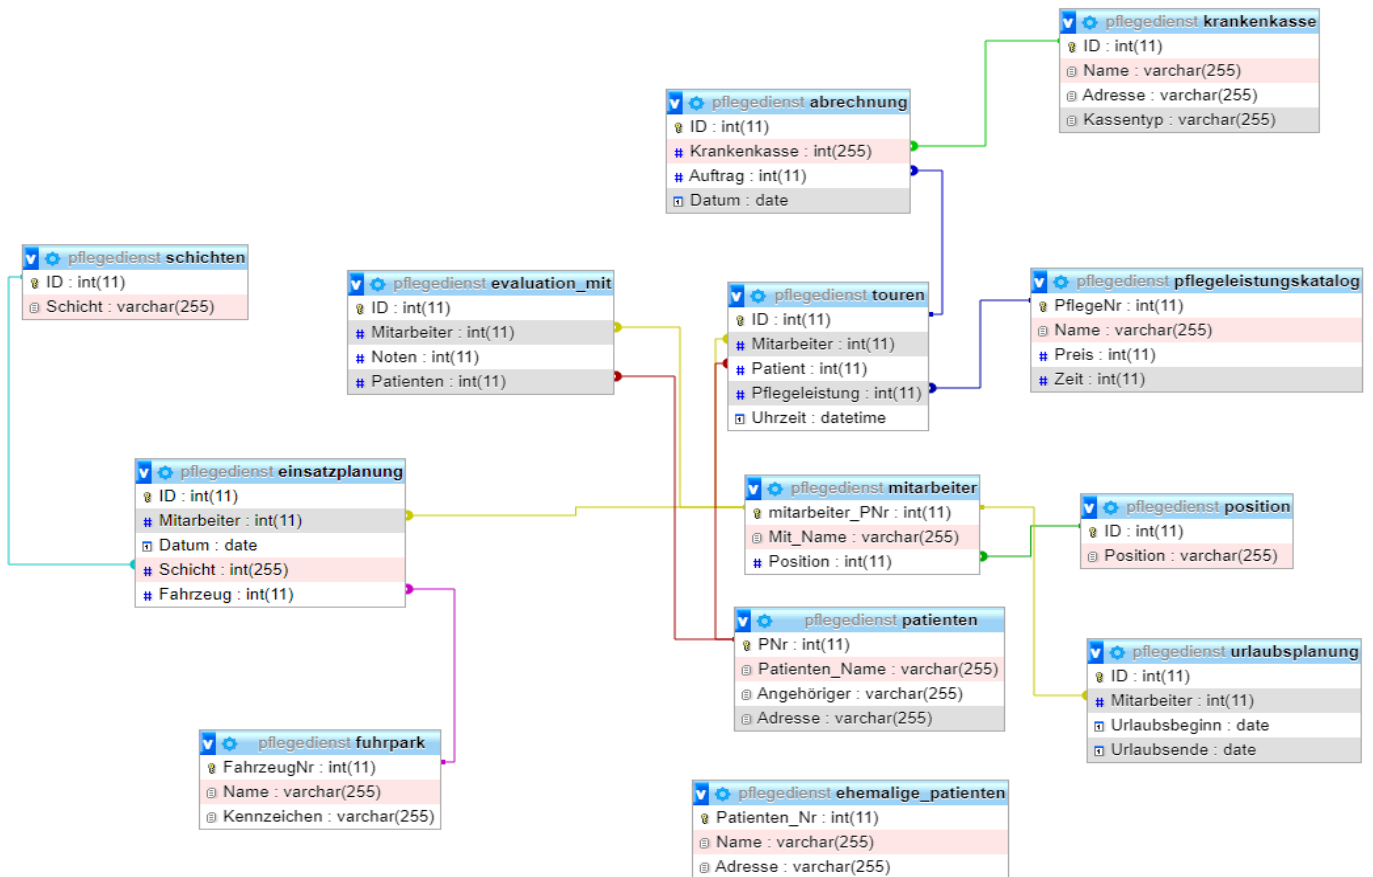 pflegedienst krankenkasse
ID : int(11)
Name : varchar(255)
Adresse : varchar(255)
Kassentyp : varchar(255)
pflegedienst abrechnung
ID : int(11)
Krankenkasse : int(255)
Auftrag : int(11)
Datum : date
pflegedienst schichten
ID : int(11)
Schicht : varchar(255)
pflegedienst evaluation_mit
ID : int(11)
Mitarbeiter : int(11)
Noten : int(11)
Patienten : int(11)
pflegedienst touren
ID : int(11)
Mitarbeiter : int(11)
Patient : int(11)
Pflegeleistung : int(11)
Uhrzeit : datetime
pflegedienst pflegeleistungskatalog
PflegeNr : int(11)
Name : varchar(255)
Preis : int(11)
Zeit : int(11)
pflegedienst einsatzplanung
ID : int(11)
Mitarbeiter : int(11)
Datum : date
Schicht : int(255)
Fahrzeug : int(11)
pflegedienst mitarbeiter
mitarbeiter_PNr : int(11)
Mit_Name : varchar(255)
Position : int(11)
pflegedienst position
ID : int(11)
Position : varchar(255)
pflegedienst patienten
PNr : int(11)
Patienten_Name : varchar(255)
Angehöriger : varchar(255)
Adresse : varchar(255)
pflegedienst urlaubsplanung
ID : int(11)
Mitarbeiter : int(11)
Urlaubsbeginn : date
Urlaubsende : date
pflegedienst fuhrpark
FahrzeugNr : int(11)
Name : varchar(255)
Kennzeichen : varchar(255)
pflegedienst ehemalige_patienten
Patienten_Nr : int(11)
Name : varchar(255)
Adresse : varchar(255)